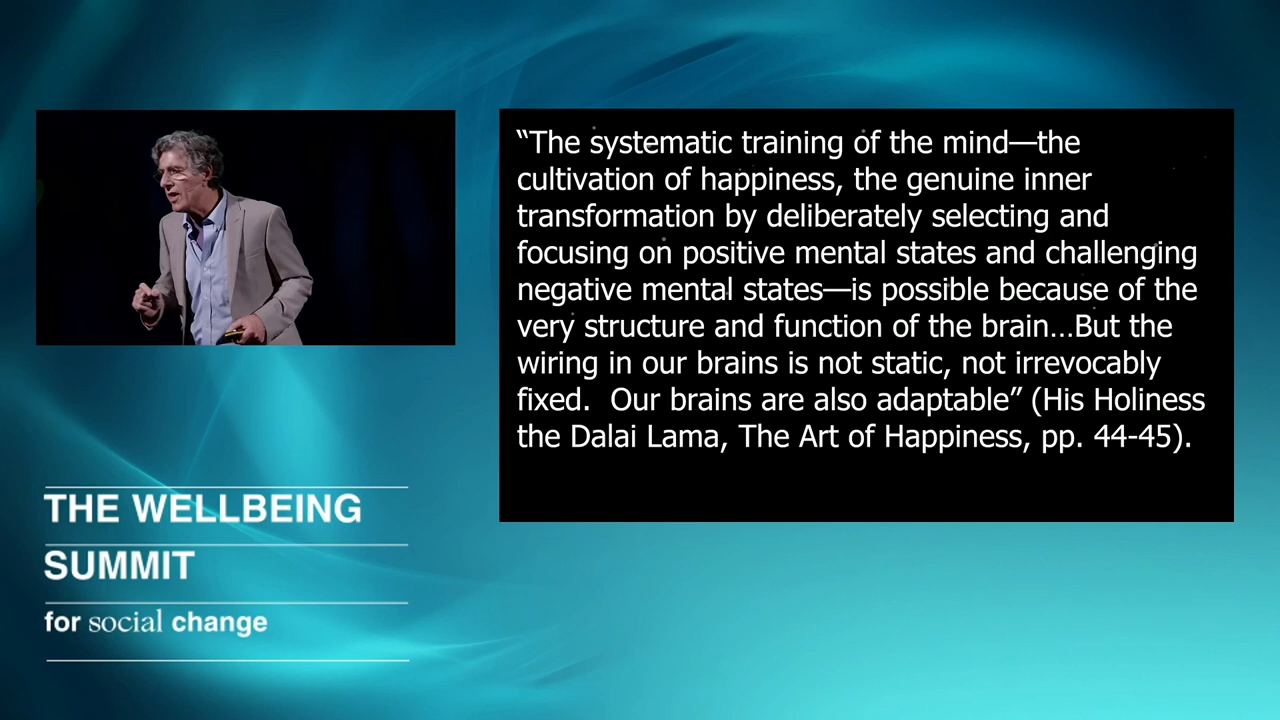 “The systematic training of the mind—the
cultivation of happiness, the genuine inner
transformation by deliberately selecting and
focusing on positive mental states and challenging
negative mental states—is possible because of the
very structure and function of the brain…But the
wiring in our brains is not static, not irrevocably
fixed.  Our brains are also adaptable” (His Holiness
the Dalai Lama, The Art of Happiness, pp. 44-45).
THE WELLBEING
SUMMIT
for social change